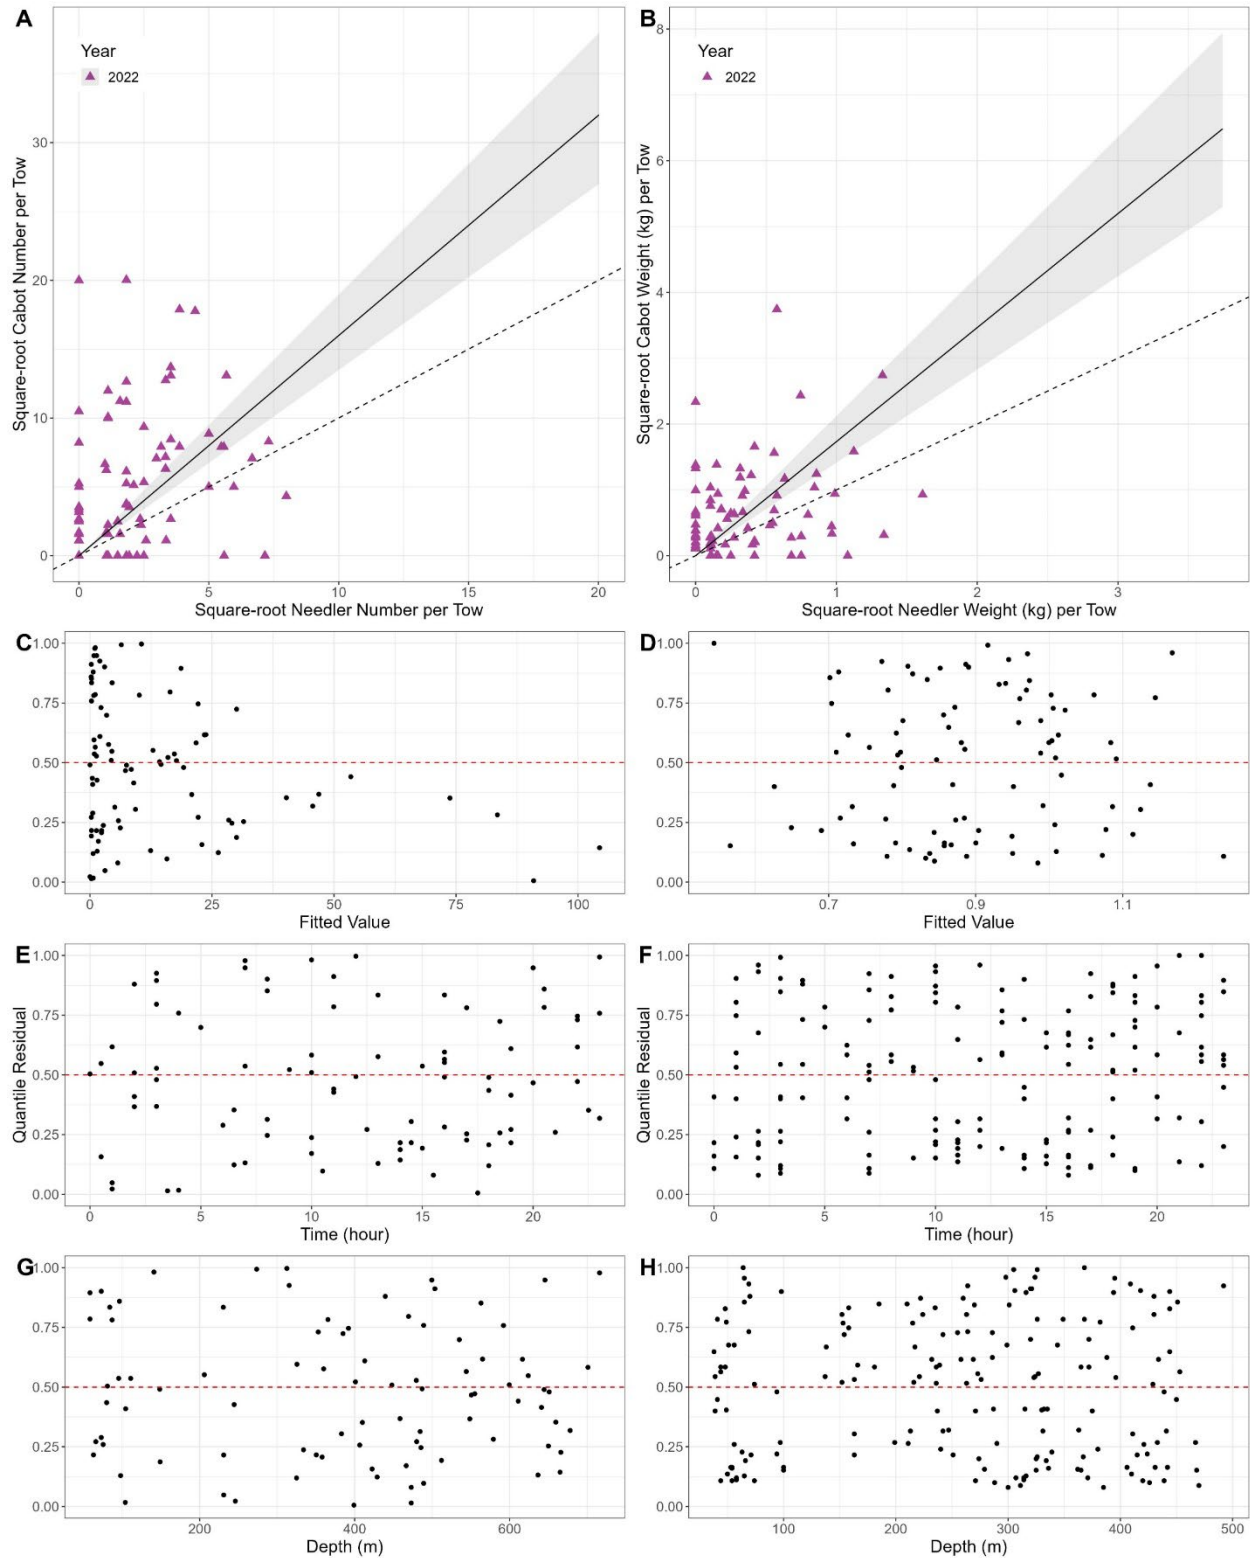 A
B
Year
2022
Year
2022
Square-root Cabot Number per Tow
Square-root Cabot Weight (kg) per Tow
30
20
10
0
8
6
4
2
0
0 5 10 15 20
0 1 2 3
Square-root Needler Number per Tow
Square-root Needler Weight (kg) per Tow
C
D
1.00
0.75
0.50
0.25
0.00
1.00
0.75
0.50
0.25
0.00
0 25 50 75 100
0.7 0.9 1.1
Fitted Value
Fitted Value
E
F
Quantile Residual
Quantile Residual
1.00
0.75
0.50
0.25
0.00
1.00
0.75
0.50
0.25
0.00
0 5 10 15 20
0 5 10 15 20
Time (hour)
Time (hour)
G
H
1.00
0.75
0.50
0.25
0.00
1.00
0.75
0.50
0.25
0.00
200 400 600
0 100 200 300 400 500
Depth (m)
Depth (m)